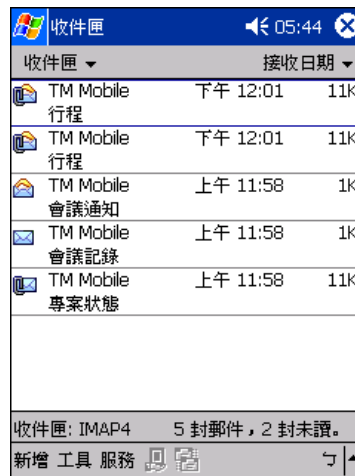 收件匣 05:44
收件匣 接收日期
TM Mobile 下午 12:01 11K
行程
TM Mobile 下午 12:01 11K
行程
TM Mobile 上午 11:58 1K
會議通知
TM Mobile 上午 11:58 1K
會議記錄
TM Mobile 上午 11:58 11K
專案狀態
收件匣: IMAP4 5 封郵件，2 封未讀。
新增 工具 服務 ㄅ